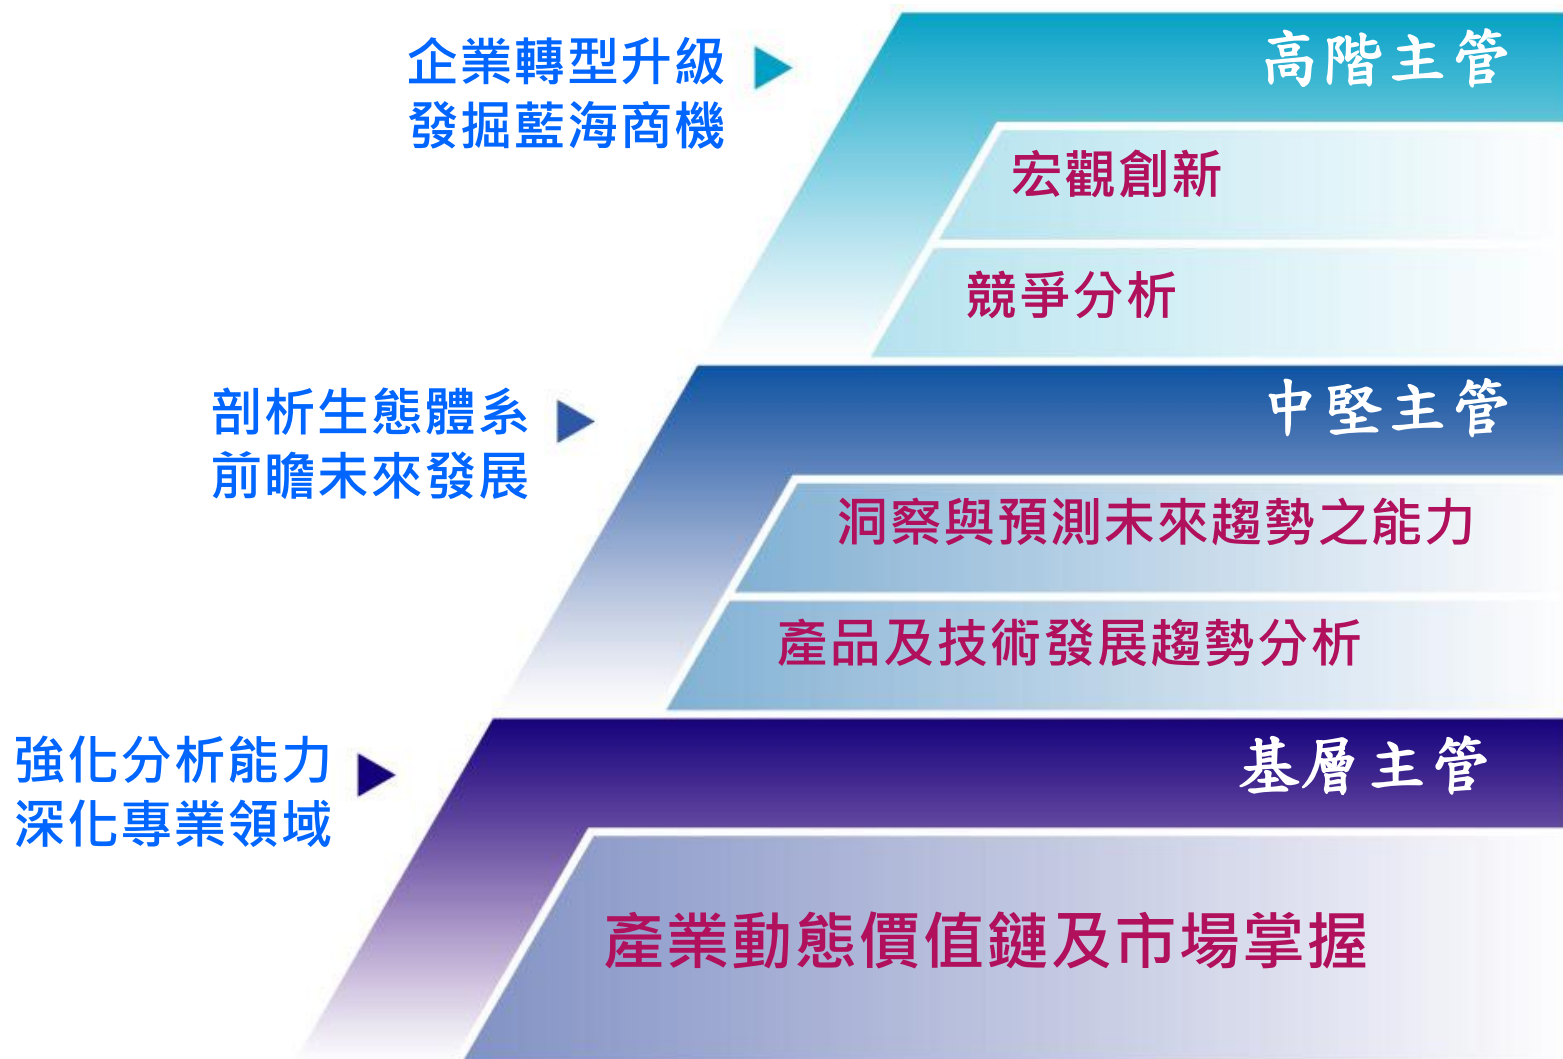 企業轉型升級
發掘藍海商機
高階主管
宏觀創新
競爭分析
剖析生態體系
前瞻未來發展
中堅主管
洞察與預測未來趨勢之能力
產品及技術發展趨勢分析
強化分析能力
深化專業領域
基層主管
產業動態價值鏈及市場掌握